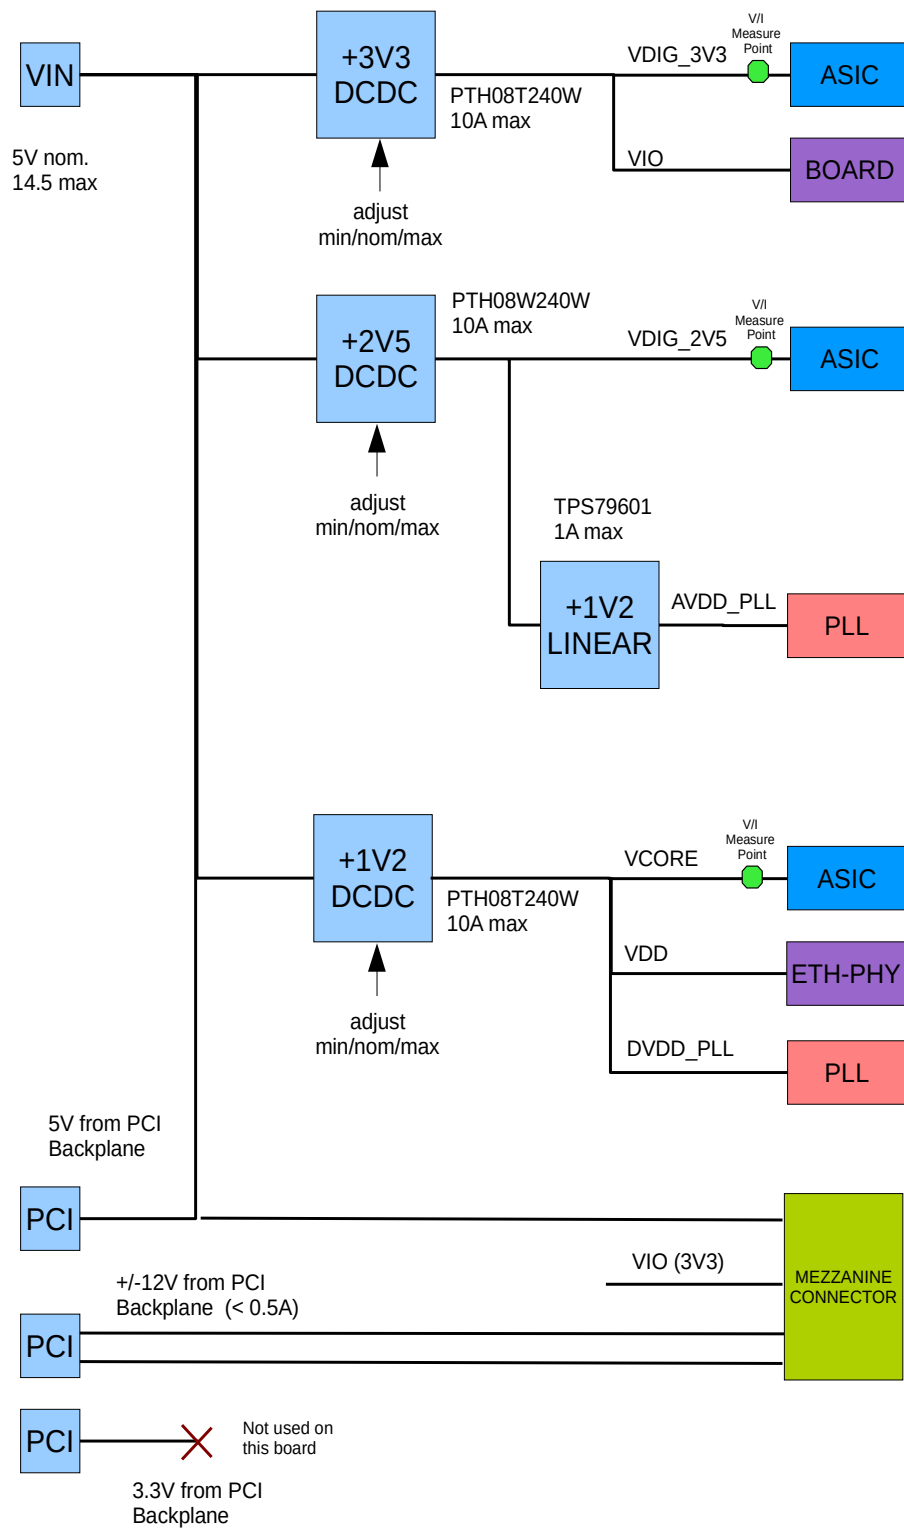 VIN
5V nom.
14.5 max
+3V3
DCDC
PTH08T240W
10A max
adjust
min/nom/max
VDIG_3V3
V/I
Measure
Point
ASIC
VIO
BOARD
+2V5
DCDC
PTH08W240W
10A max
adjust
min/nom/max
VDIG_2V5
V/I
Measure
Point
ASIC
TPS79601
1A max
+1V2
LINEAR
AVDD_PLL
PLL
+1V2
DCDC
PTH08T240W
10A max
adjust
min/nom/max
VCORE
V/I
Measure
Point
ASIC
VDD
ETH-PHY
DVDD_PLL
PLL
5V from PCI
Backplane
PCI
VIO (3V3)
MEZZANINE
CONNECTOR
+/-12V from PCI
Backplane (< 0.5A)
PCI
PCI
Not used on
this board
3.3V from PCI
Backplane